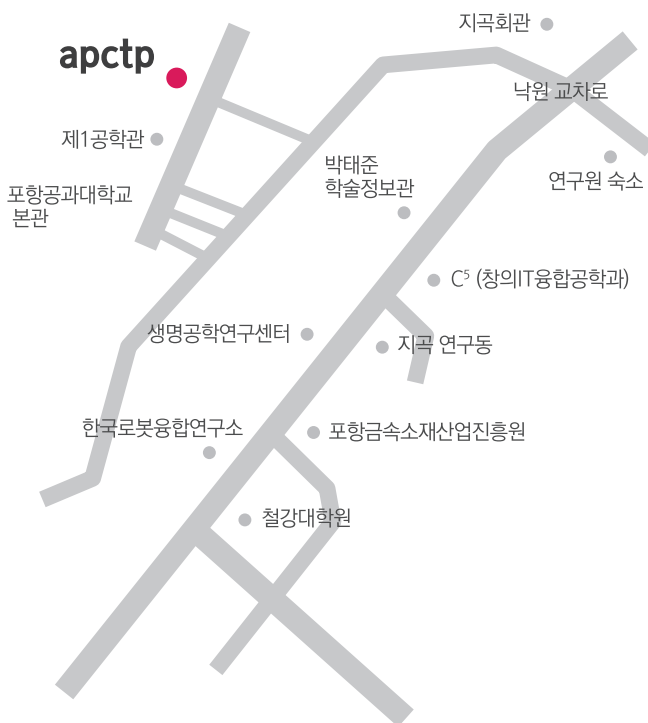 지곡회관
apctp
낙원 교차로
제1공학관
박태준
학술정보관
연구원 숙소
포항공과대학교
본관
C⁵ (창의IT융합공학과)
생명공학연구센터
지곡 연구동
한국로봇융합연구소
포항금속소재산업진흥원
철강대학원